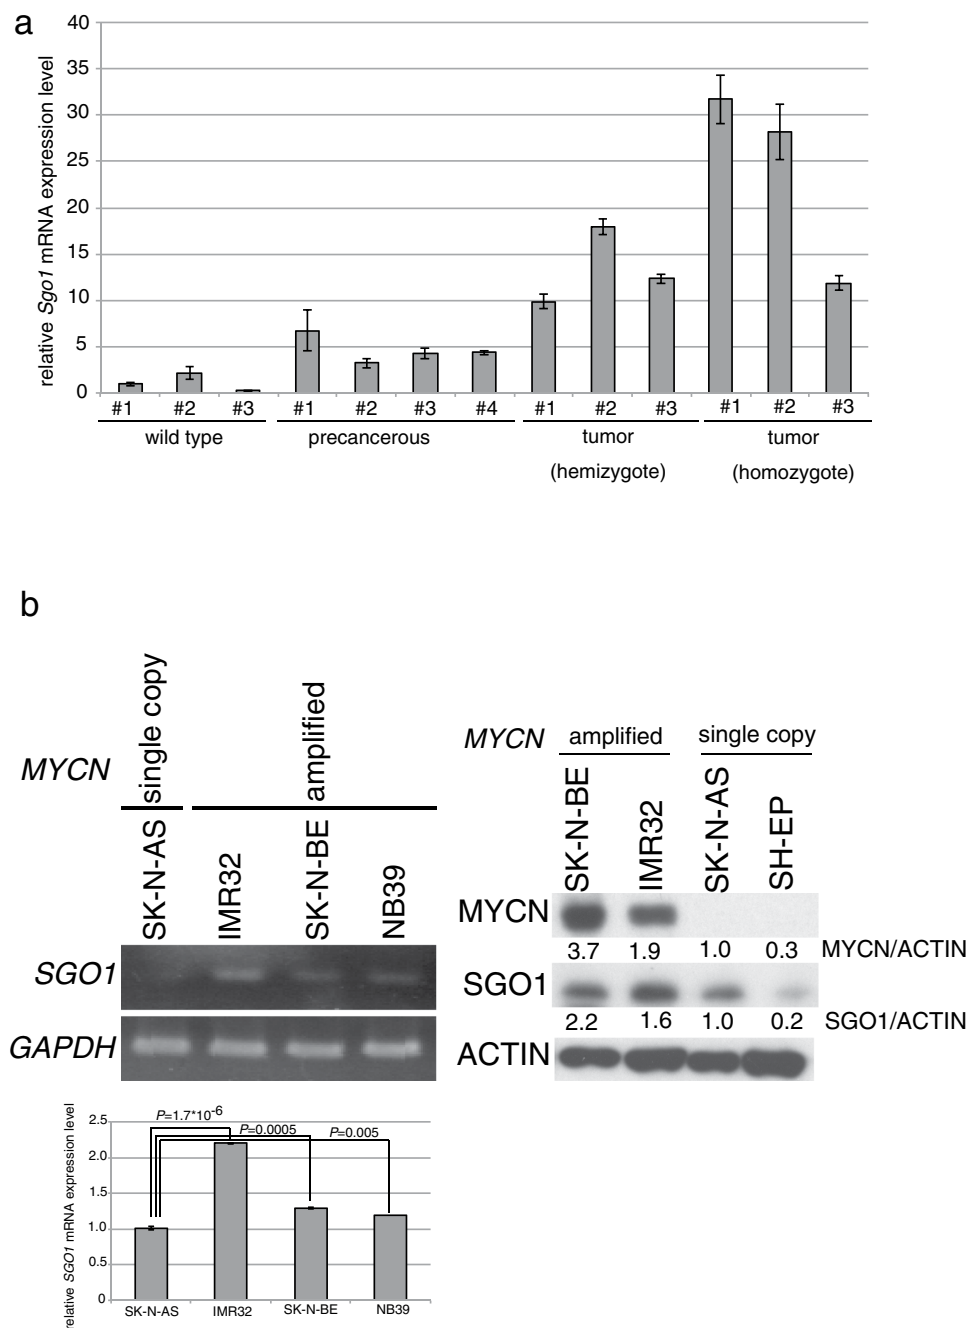 a
relative Sgo1 mRNA expression level
40
35
30
25
20
15
10
5
0
#1 #2 #3 #1 #2 #3 #4 #1 #2 #3 #1 #2 #3
wild type precancerous tumor tumor
(hemizygote) (homozygote)
b
MYCN
single copy
amplified
SK-N-AS
IMR32
SK-N-BE
NB39
SGO1
GAPDH
relative SGO1 mRNA expression level
2.5
2.0
1.5
1.0
0.5
0
P=1.7*10-6
P=0.0005
P=0.005
SK-N-AS IMR32 SK-N-BE NB39
MYCN amplified single copy
SK-N-BE
IMR32
SK-N-AS
SH-EP
MYCN
3.7 1.9 1.0 0.3 MYCN/ACTIN
SGO1
2.2 1.6 1.0 0.2 SGO1/ACTIN
ACTIN